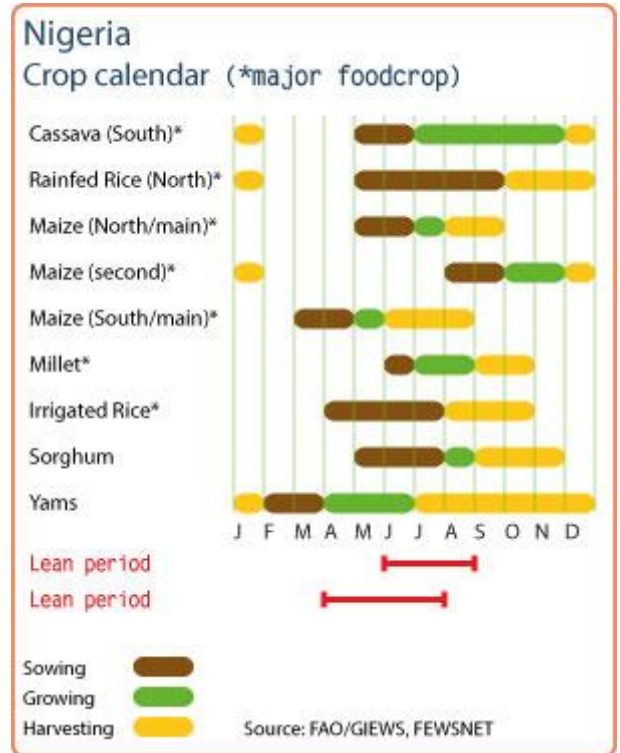 Nigeria
Crop calendar (*major foodcrop)
Cassava (South)*
Rainfed Rice (North)*
Maize (North/main)*
Maize (second)*
Maize (South/main)*
Millet*
Irrigated Rice*
Sorghum
Yams
J F M A M J J A S O N D
Lean period
Lean period
Sowing
Growing
Harvesting Source: FAO/GIEWS, FEWSNET